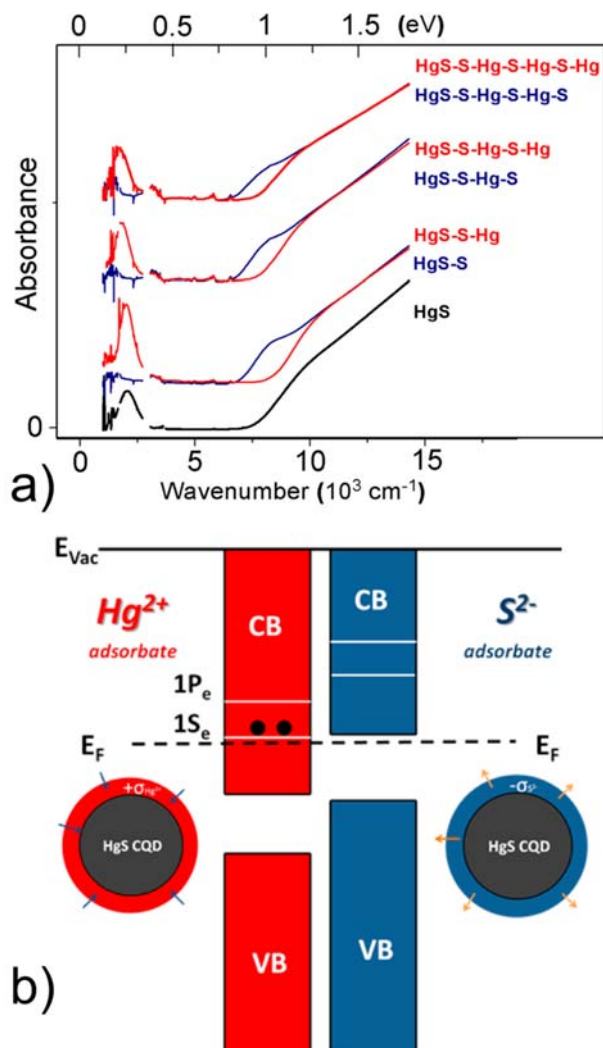 0 0.5 1 1.5 (eV)
HgS-S-Hg-S-Hg-S-Hg
HgS-S-Hg-S-Hg-S
HgS-S-Hg-S-Hg
HgS-S-Hg-S
HgS-S-Hg
HgS-S
HgS
Absorbance
0
0 5 10 15
Wavenumber (10³ cm⁻¹)
a)
E_Vac
Hg²⁺
adsorbate
CB
CB
S²⁻
adsorbate
1P_e
1S_e
E_F
E_F
+σ_Hg²⁺
HgS CQD
-σ_S²⁻
HgS CQD
VB
VB
b)